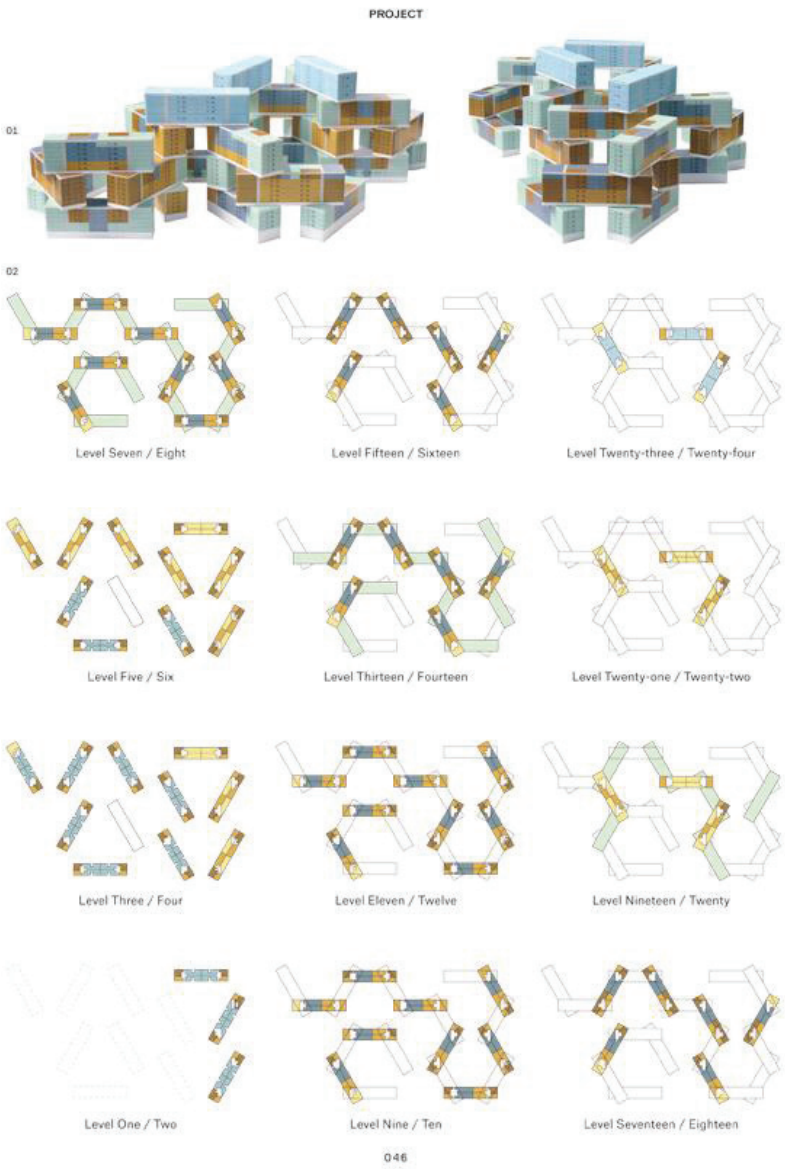 PROJECT
01
02
Level Seven / Eight
Level Fifteen / Sixteen
Level Twenty-three / Twenty-four
Level Five / Six
Level Thirteen / Fourteen
Level Twenty-one / Twenty-two
Level Three / Four
Level Eleven / Twelve
Level Nineteen / Twenty
Level One / Two
Level Nine / Ten
Level Seventeen / Eighteen
046